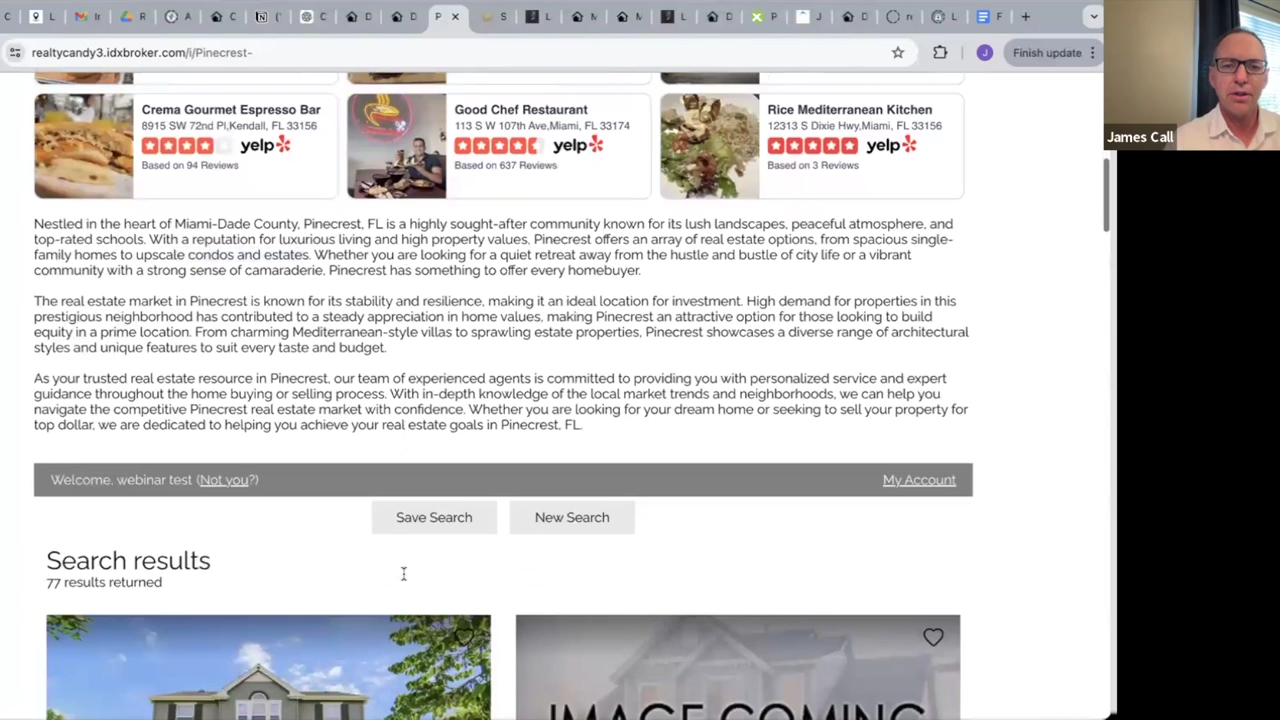 realtycandy3.idxbroker.com/i/Pinecrest-
J
Finish update
James Call
Crema Gourmet Espresso Bar
8915 SW 72nd Pl,Kendall, FL 33156
yelp
Based on 94 Reviews
Good Chef Restaurant
113 S W 107th Ave,Miami, FL 33174
yelp
Based on 637 Reviews
Rice Mediterranean Kitchen
12313 S Dixie Hwy,Miami, FL 33156
yelp
Based on 3 Reviews
Nestled in the heart of Miami-Dade County, Pinecrest, FL is a highly sought-after community known for its lush landscapes, peaceful atmosphere, and
top-rated schools. With a reputation for luxurious living and high property values, Pinecrest offers an array of real estate options, from spacious single-
family homes to upscale condos and estates. Whether you are looking for a quiet retreat away from the hustle and bustle of city life or a vibrant
community with a strong sense of camaraderie, Pinecrest has something to offer every homebuyer.
The real estate market in Pinecrest is known for its stability and resilience, making it an ideal location for investment. High demand for properties in this
prestigious neighborhood has contributed to a steady appreciation in home values, making Pinecrest an attractive option for those looking to build
equity in a prime location. From charming Mediterranean-style villas to sprawling estate properties, Pinecrest showcases a diverse range of architectural
styles and unique features to suit every taste and budget.
As your trusted real estate resource in Pinecrest, our team of experienced agents is committed to providing you with personalized service and expert
guidance throughout the home buying or selling process. With in-depth knowledge of the local market trends and neighborhoods, we can help you
navigate the competitive Pinecrest real estate market with confidence. Whether you are looking for your dream home or seeking to sell your property for
top dollar, we are dedicated to helping you achieve your real estate goals in Pinecrest, FL.
Welcome, webinar test (Not you?)
My Account
Save Search
New Search
Search results
77 results returned
IMAGE COMING